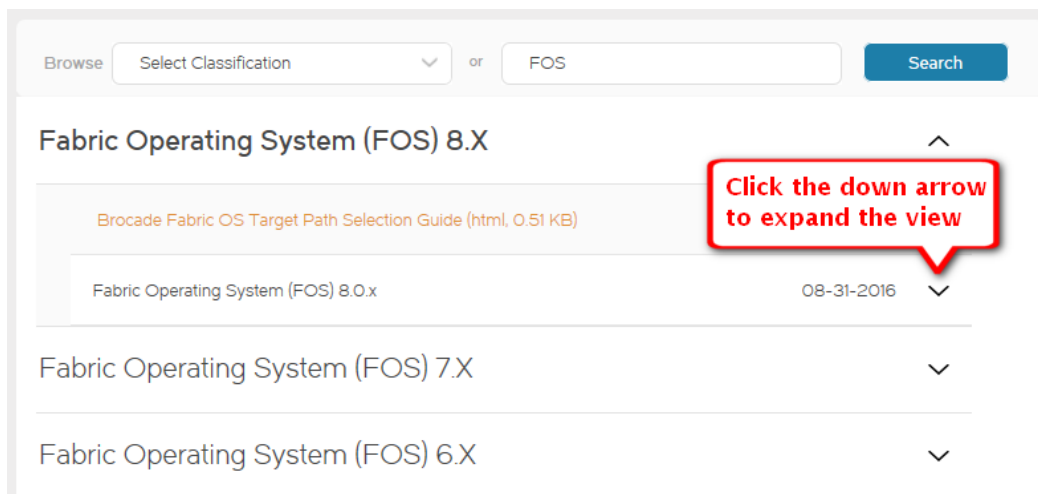 Browse Select Classification or FOS Search
Fabric Operating System (FOS) 8.X
Click the down arrow
to expand the view
Brocade Fabric OS Target Path Selection Guide (html, 0.51 KB)
Fabric Operating System (FOS) 8.0.x 08-31-2016
Fabric Operating System (FOS) 7.X
Fabric Operating System (FOS) 6.X